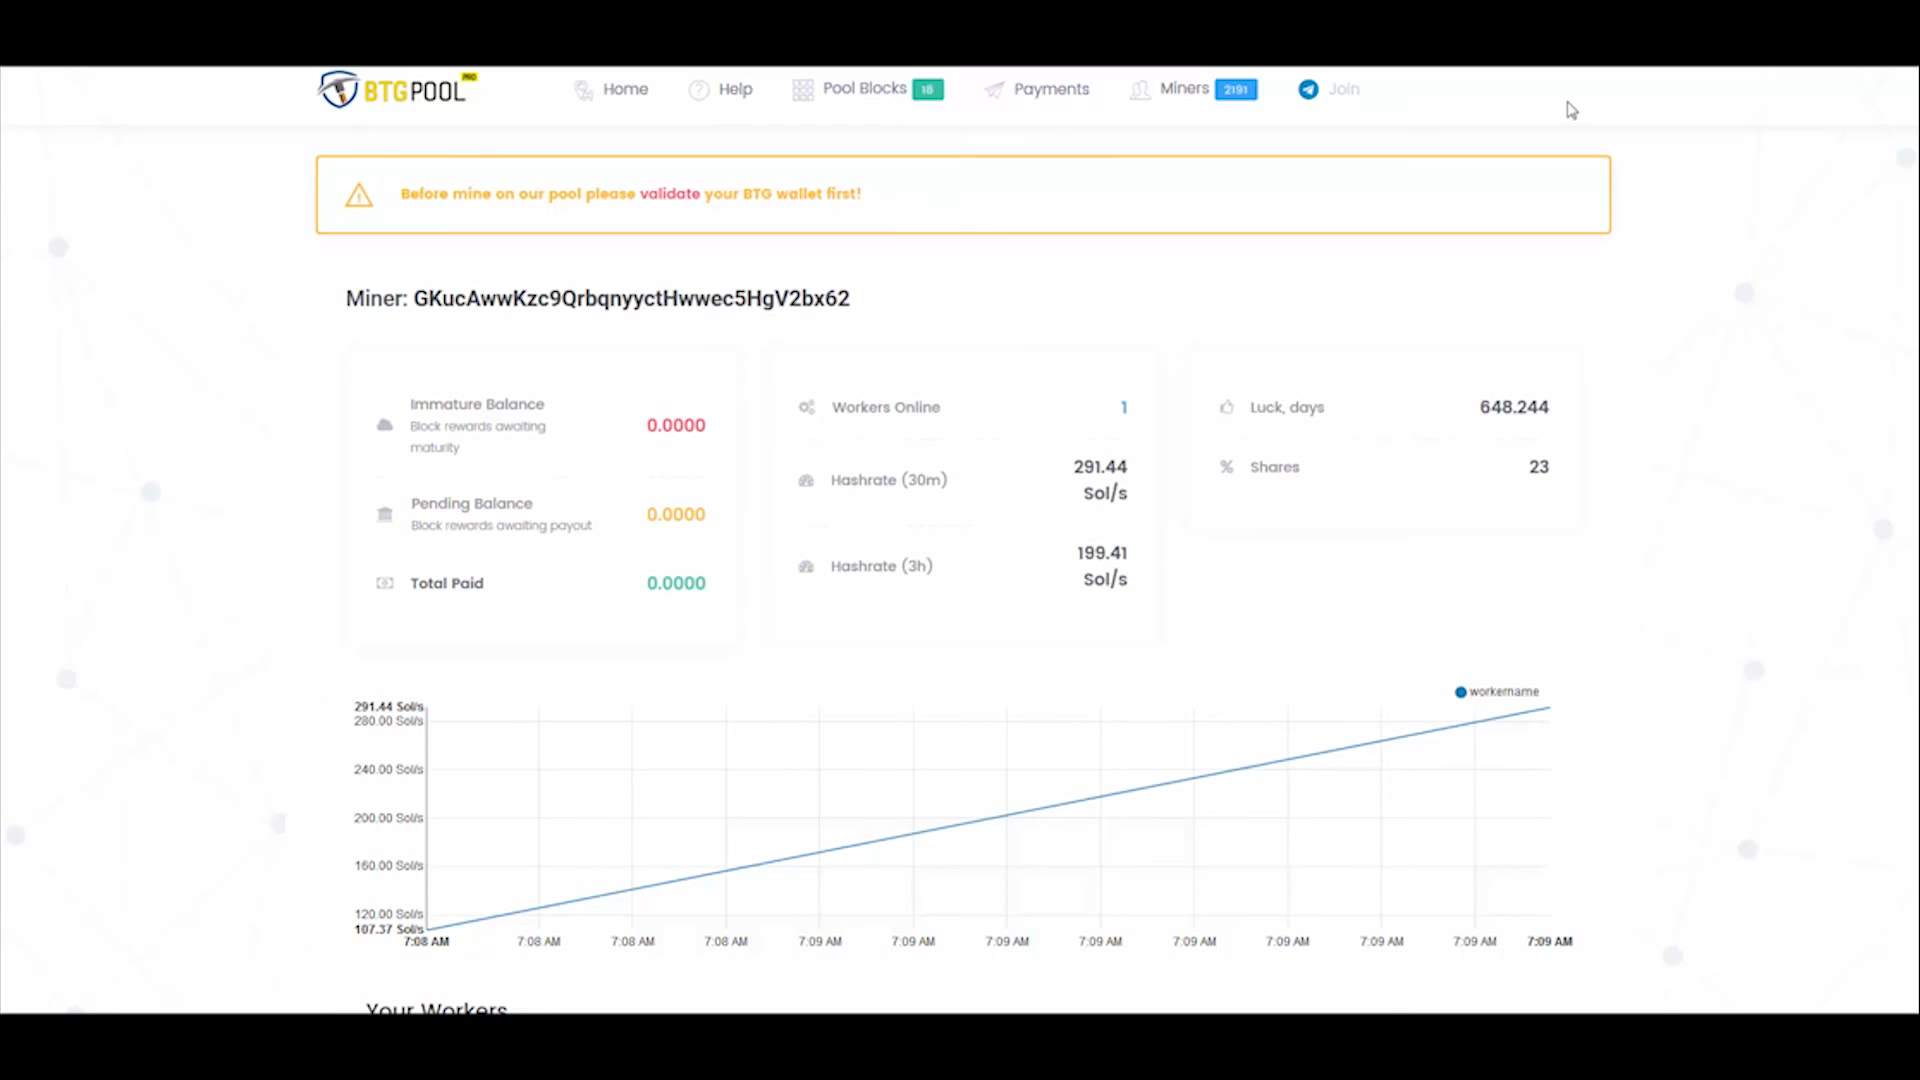 BTGPOOL PRO
Home
Help
Pool Blocks 18
Payments
Miners 2191
Join
Before mine on our pool please validate your BTG wallet first!
Miner: GKucAwwKzc9QrbqnyyctHwwec5HgV2bx62
Immature Balance
Block rewards awaiting
maturity
0.0000
Pending Balance
Block rewards awaiting payout
0.0000
Total Paid
0.0000
Workers Online
1
Hashrate (30m)
291.44
Sol/s
Hashrate (3h)
199.41
Sol/s
Luck, days
648.244
Shares
23
workername
291.44 Sol/s
280.00 Sol/s
240.00 Sol/s
200.00 Sol/s
160.00 Sol/s
120.00 Sol/s
107.37 Sol/s
7:08 AM 7:08 AM 7:08 AM 7:08 AM 7:09 AM 7:09 AM 7:09 AM 7:09 AM 7:09 AM 7:09 AM 7:09 AM 7:09 AM 7:09 AM
Your Workers